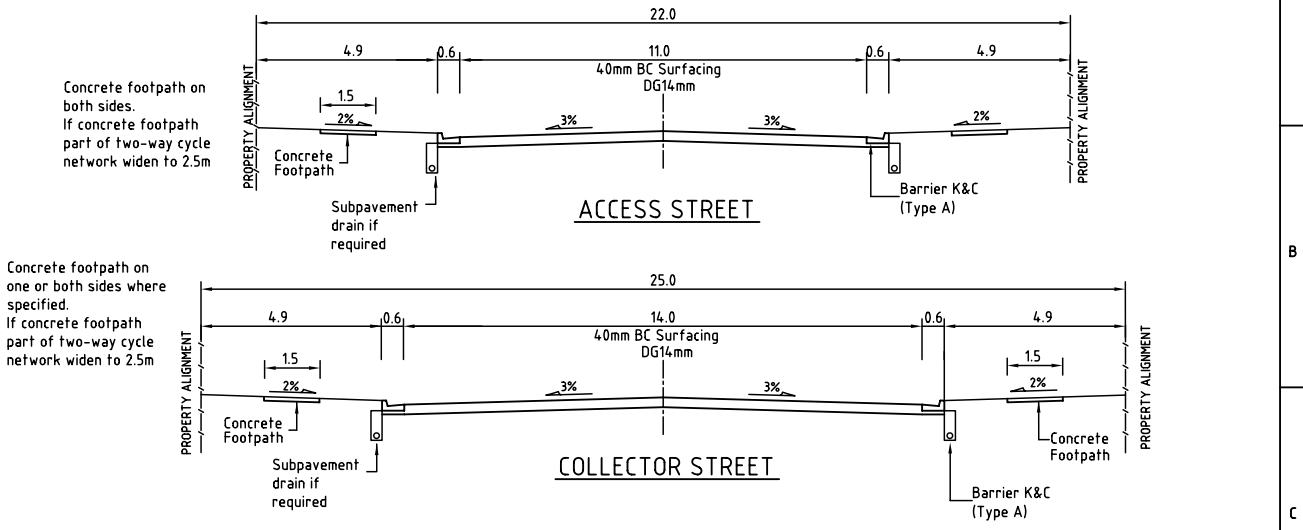 22.0
4.9
0.6
11.0
0.6
4.9
40mm BC Surfacing
DG14mm
Concrete footpath on
both sides.
If concrete footpath
part of two-way cycle
network widen to 2.5m
PROPERTY ALIGNMENT
1.5
2%
3%
3%
2%
PROPERTY ALIGNMENT
Concrete
Footpath
Subpavement
drain if
required
Barrier K&C
(Type A)
ACCESS STREET
B
Concrete footpath on
one or both sides where
specified.
If concrete footpath
part of two-way cycle
network widen to 2.5m
25.0
4.9
0.6
14.0
0.6
4.9
40mm BC Surfacing
DG14mm
PROPERTY ALIGNMENT
1.5
2%
3%
3%
1.5
2%
PROPERTY ALIGNMENT
Concrete
Footpath
Subpavement
drain if
required
Concrete
Footpath
Barrier K&C
(Type A)
COLLECTOR STREET
C